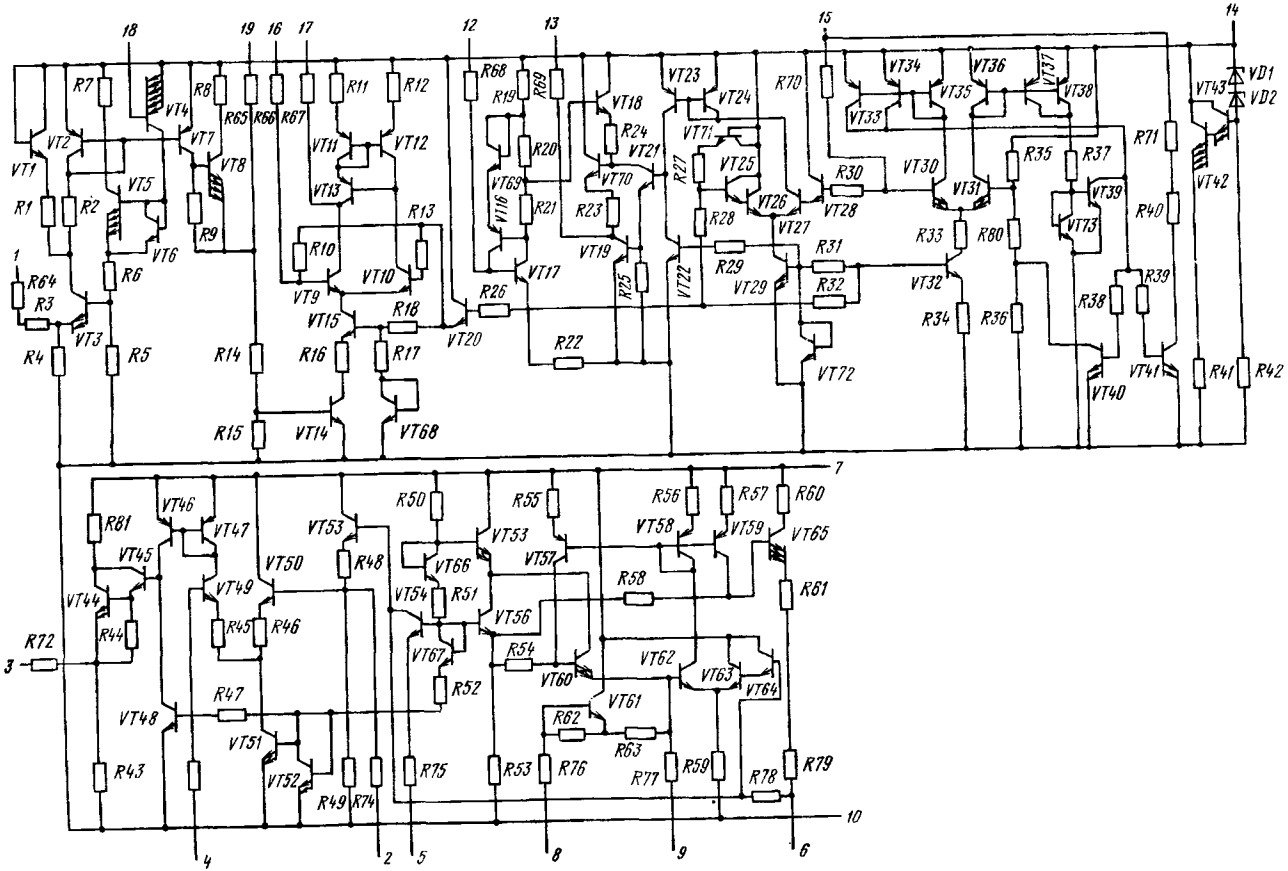 18 19 16 17 12 13 15 14
R7 VT4 R8 R65 R66 R67 R11 R12 R68 R19 R69 VT18 VT23 VT24 R70 VT34 VT36 VT37 VT43 VD1 VD2
VT1 VT2 VT7 VT8 VT11 VT12 R20 R24 VT21 VT71 VT33 VT35 VT38 R71
VT5 VT13 VT69 VT70 R27 VT25 VT30 R35 R37 VT42
R1 R2 VT6 R9 R10 R13 VT16 R21 R23 R28 VT26 VT27 VT28 R30 VT31 VT39 R40
1 R64 R3 R6 VT9 VT10 VT17 VT19 R25 VT22 R29 VT29 R31 R33 R80 VT73
R4 VT3 R5 R14 VT15 R18 VT20 R26 R32 VT32 R38 R39
R16 R17 R22 VT72 R34 R36 VT40 VT41 R41 R42
R15 VT14 VT68
7
R81 VT46 VT47 VT53 R50 R55 R56 R57 R60
VT45 VT50 R48 VT66 VT53 VT57 VT58 VT59 VT65
VT44 VT49 VT54 R51 VT56 R58 R61
R72 R44 R45 R46 VT67 R54 VT60 VT62 VT63 VT64
3 R47 R52 VT61
VT48 VT51 R62 R63
R43 VT52 R49 R74 R75 R53 R76 R77 R59 R78 R79
10
4 2 5 8 9 6